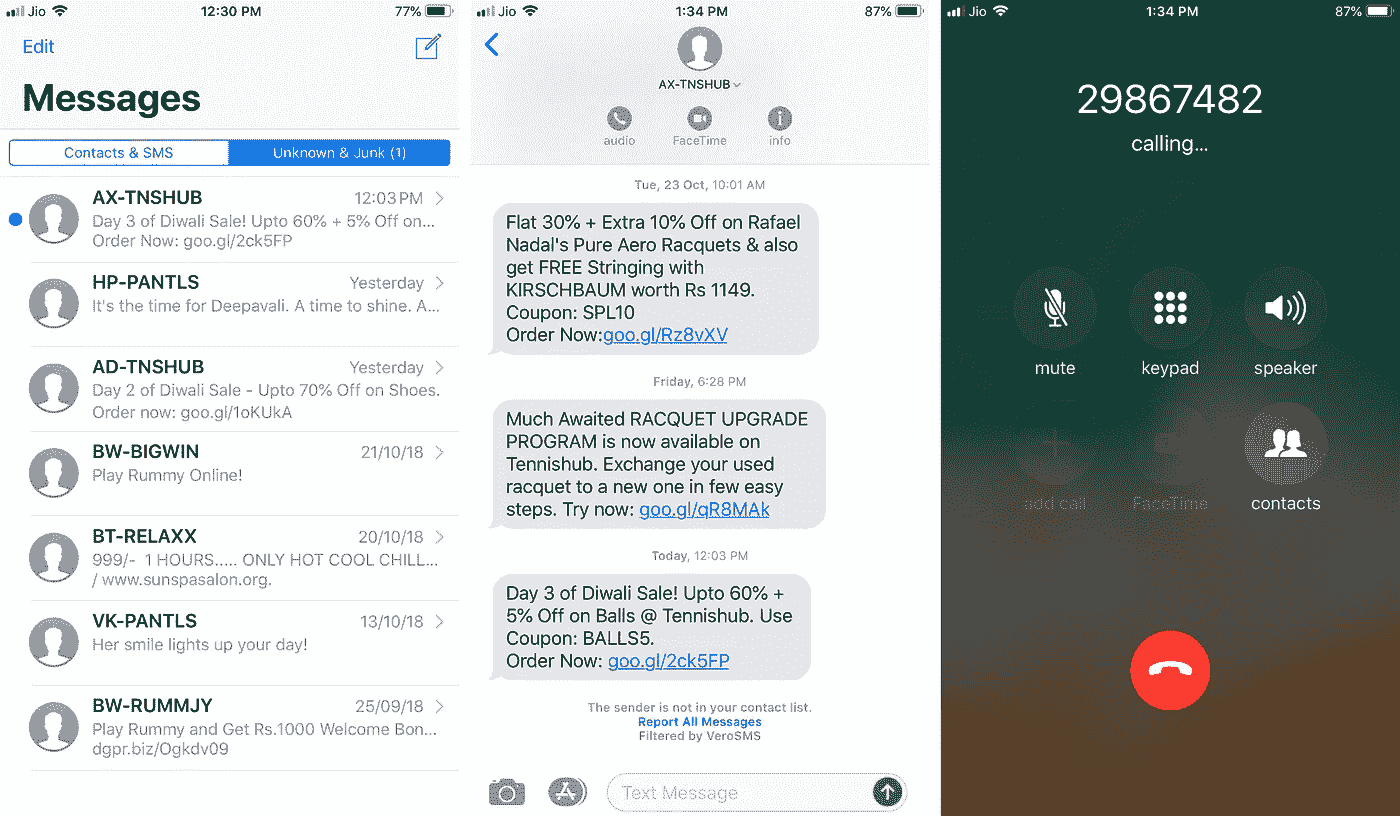 Jio
12:30 PM
77%
Edit
Messages
Contacts & SMS
Unknown & Junk (1)
AX-TNSHUB
12:03 PM
Day 3 of Diwali Sale! Upto 60% + 5% Off on...
Order Now: goo.gl/2ck5FP
HP-PANTLS
Yesterday
It's the time for Deepavali. A time to shine. A...
AD-TNSHUB
Yesterday
Day 2 of Diwali Sale - Upto 70% Off on Shoes.
Order now: goo.gl/1oKUkA
BW-BIGWIN
21/10/18
Play Rummy Online!
BT-RELAXX
20/10/18
999/- 1 HOURS..... ONLY HOT COOL CHILL...
/ www.sunspasalon.org.
VK-PANTLS
13/10/18
Her smile lights up your day!
BW-RUMMJY
25/09/18
Play Rummy and Get Rs.1000 Welcome Bon...
dgpr.biz/Ogkdv09
Jio
1:34 PM
87%
AX-TNSHUB
audio
FaceTime
info
Tue, 23 Oct, 10:01 AM
Flat 30% + Extra 10% Off on Rafael
Nadal's Pure Aero Racquets & also
get FREE Stringing with
KIRSCHBAUM worth Rs 1149.
Coupon: SPL10
Order Now:goo.gl/Rz8vXV
Friday, 6:28 PM
Much Awaited RACQUET UPGRADE
PROGRAM is now available on
Tennishub. Exchange your used
racquet to a new one in few easy
steps. Try now: goo.gl/qR8MAk
Today, 12:03 PM
Day 3 of Diwali Sale! Upto 60% +
5% Off on Balls @ Tennishub. Use
Coupon: BALLS5.
Order Now: goo.gl/2ck5FP
The sender is not in your contact list.
Report All Messages
Filtered by VeroSMS
Text Message
Jio
1:34 PM
87%
29867482
calling...
mute
keypad
speaker
add call
FaceTime
contacts